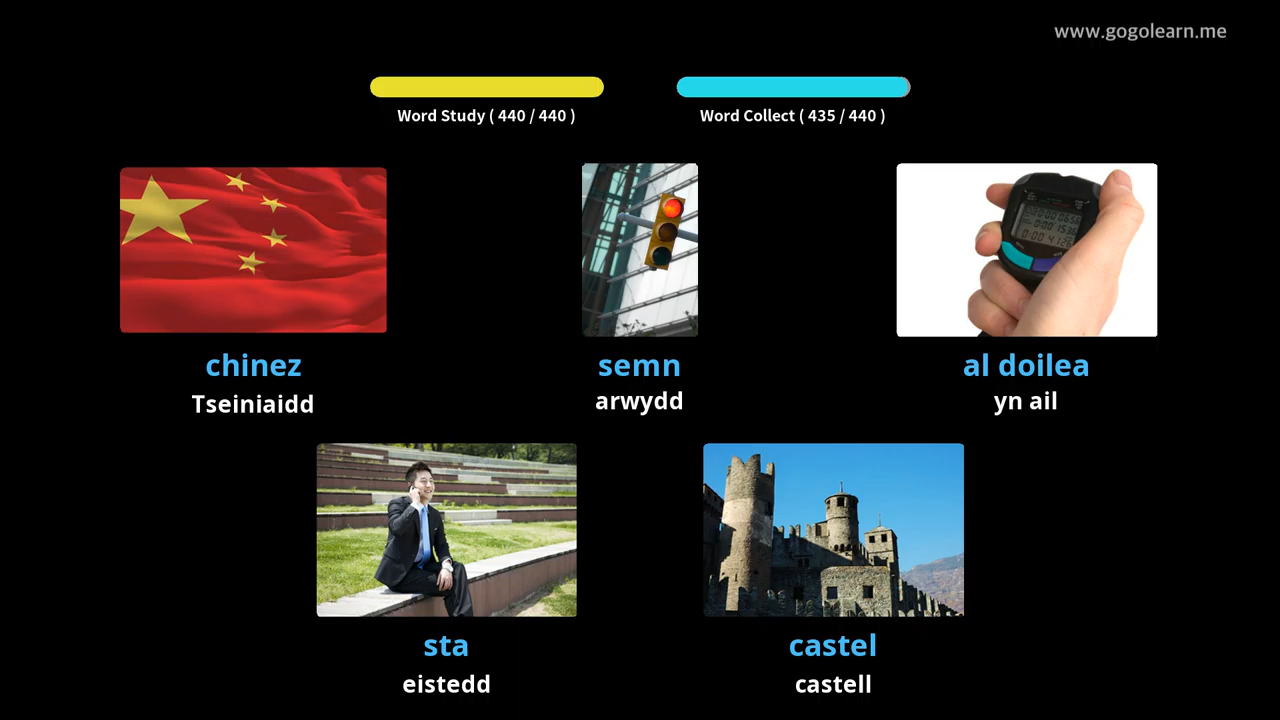 www.gogolearn.me
Word Study ( 440 / 440 )
Word Collect ( 435 / 440 )
chinez
Tseiniaidd
semn
arwydd
al doilea
yn ail
sta
eistedd
castel
castell